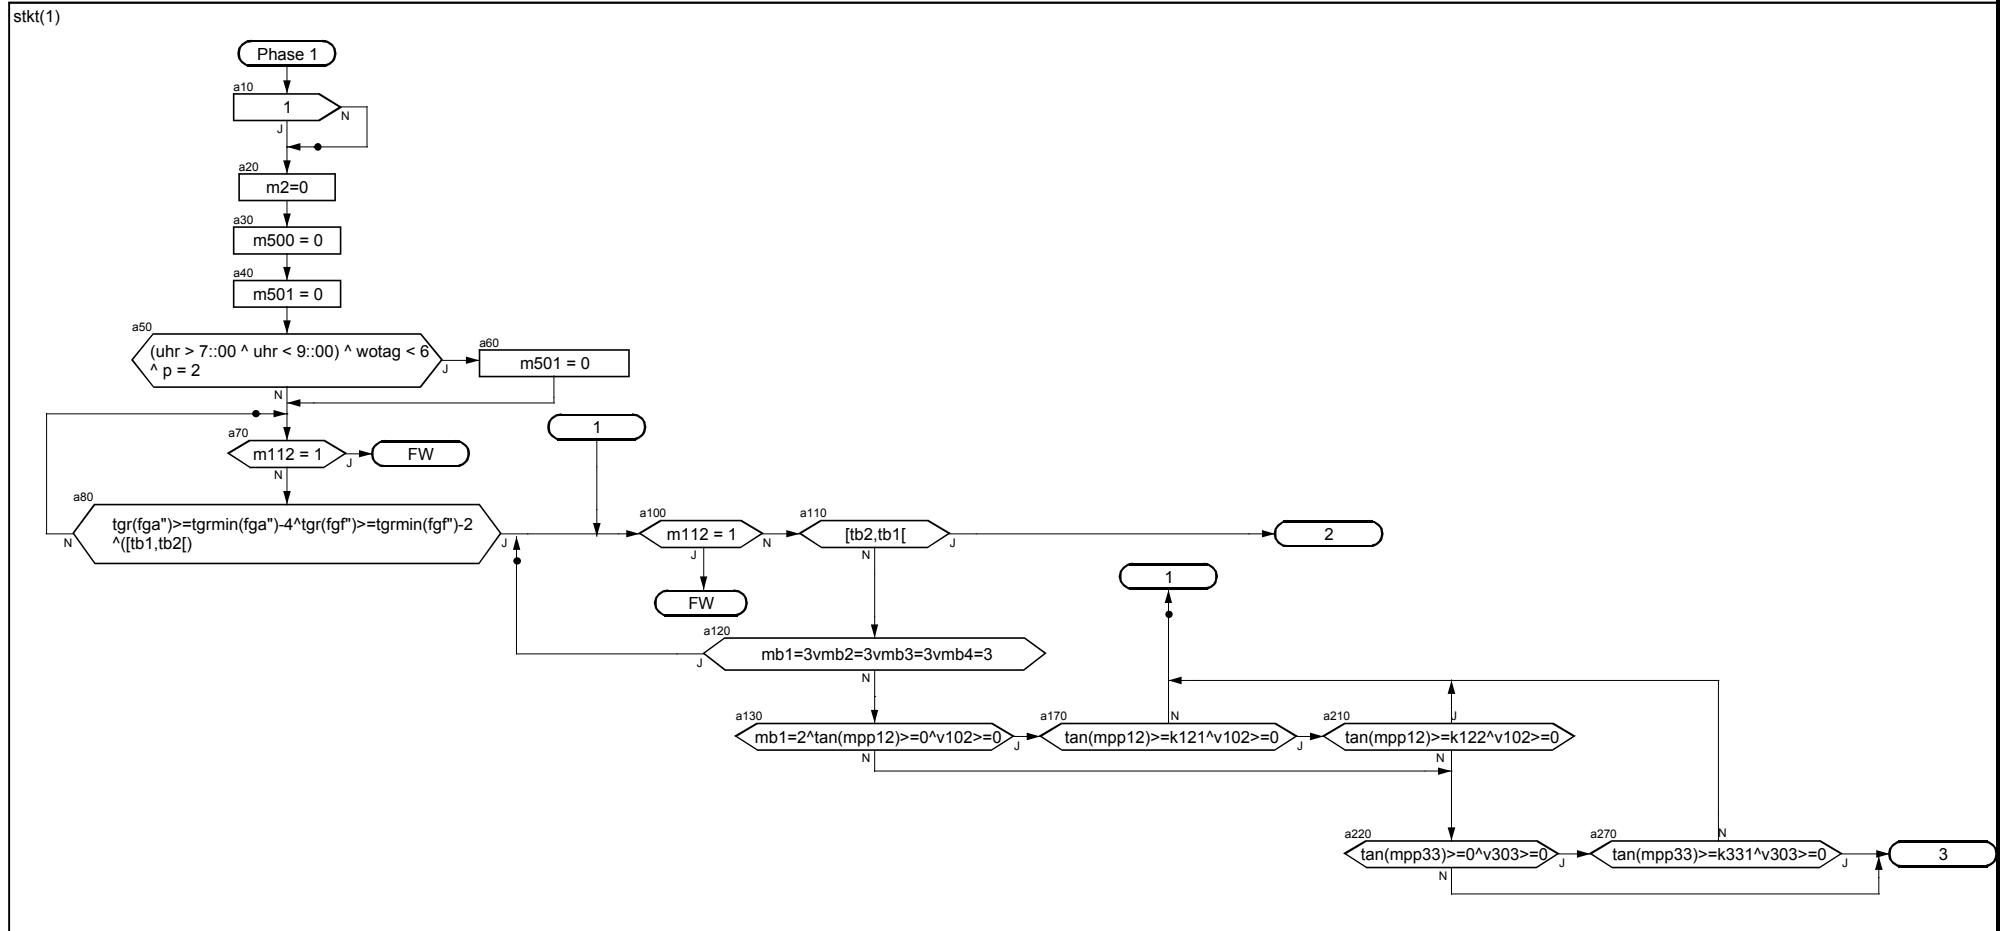 stkt(1)
Phase 1
a10
1
N
J
a20
m2=0
a30
m500 = 0
a40
m501 = 0
a50
(uhr > 7::00 ^ uhr < 9::00) ^ wotag < 6
^ p = 2
J
N
a60
m501 = 0
1
a70
m112 = 1
J
N
FW
a80
tgr(fga")>=tgrmin(fga")-4^tgr(fgf")>=tgrmin(fgf")-2
^([tb1,tb2[)
N
J
a100
m112 = 1
N
J
FW
a110
[tb2,tb1[
J
N
2
1
a120
mb1=3vmb2=3vmb3=3vmb4=3
J
N
a130
mb1=2^tan(mpp12)>=0^v102>=0
J
N
a170
N
tan(mpp12)>=k121^v102>=0
J
a210
J
tan(mpp12)>=k122^v102>=0
N
a220
tan(mpp33)>=0^v303>=0
J
N
a270
N
tan(mpp33)>=k331^v303>=0
J
3